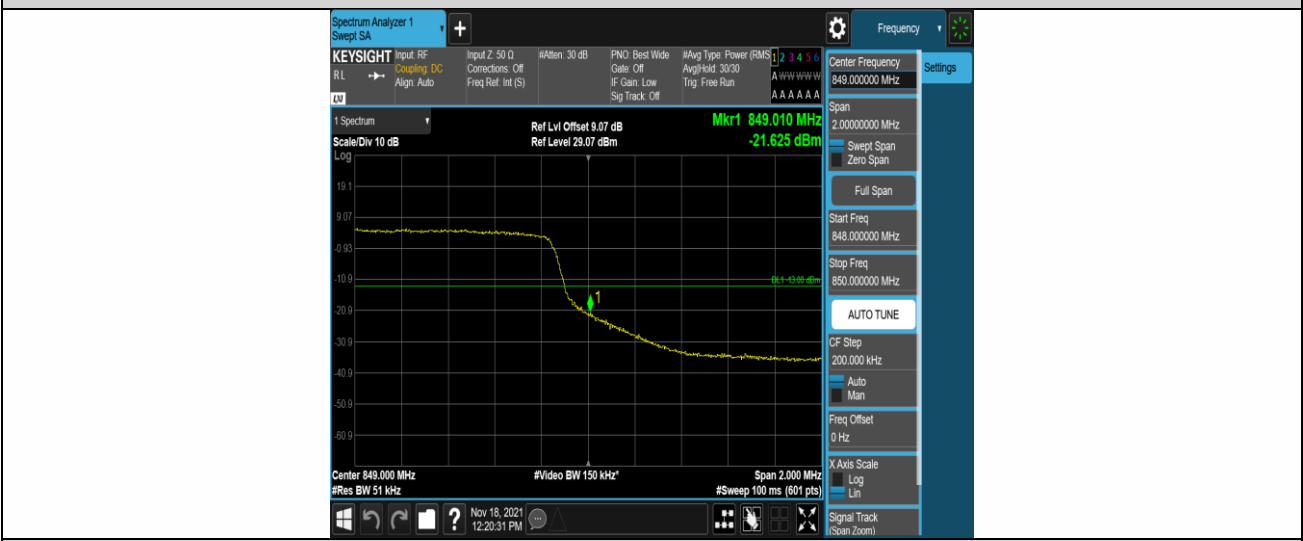 Spectrum Analyzer 1
Swept SA
+
Frequency
KEYSIGHT
RL
Input: RF
Coupling: DC
Align: Auto
Input Z: 50 Ω
Corrections: Off
Freq Ref: Int (S)
#Atten: 30 dB
PNO: Best Wide
Gate: Off
IF Gain: Low
Sig Track: Off
#Avg Type: Power (RMS
Avg|Hold: 30/30
Trig: Free Run
1 2 3 4 5 6
A W W W W W
A A A A A A
1 Spectrum
Scale/Div 10 dB
Log
Ref Lvl Offset 9.07 dB
Ref Level 29.07 dBm
Mkr1 849.010 MHz
-21.625 dBm
19.1
9.07
-0.93
-10.9
-20.9
-30.9
-40.9
-50.9
-60.9
DL1 -13.00 dBm
1
Center 849.000 MHz
#Res BW 51 kHz
#Video BW 150 kHz*
Span 2.000 MHz
#Sweep 100 ms (601 pts)
Nov 18, 2021
12:20:31 PM
?
Center Frequency
849.000000 MHz
Settings
Span
2.00000000 MHz
Swept Span
Zero Span
Full Span
Start Freq
848.000000 MHz
Stop Freq
850.000000 MHz
AUTO TUNE
CF Step
200.000 kHz
Auto
Man
Freq Offset
0 Hz
X Axis Scale
Log
Lin
Signal Track
(Span Zoom)